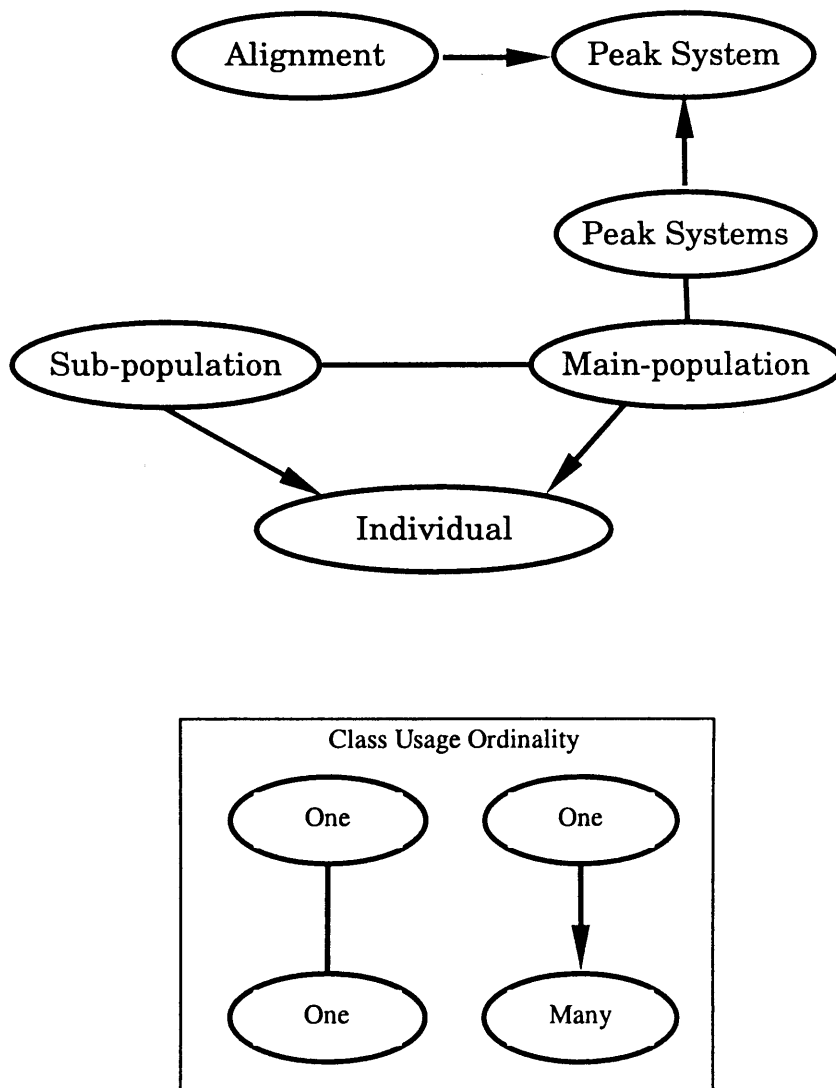 Alignment
Peak System
Peak Systems
Sub-population
Main-population
Individual
Class Usage Ordinality
One
One
One
Many